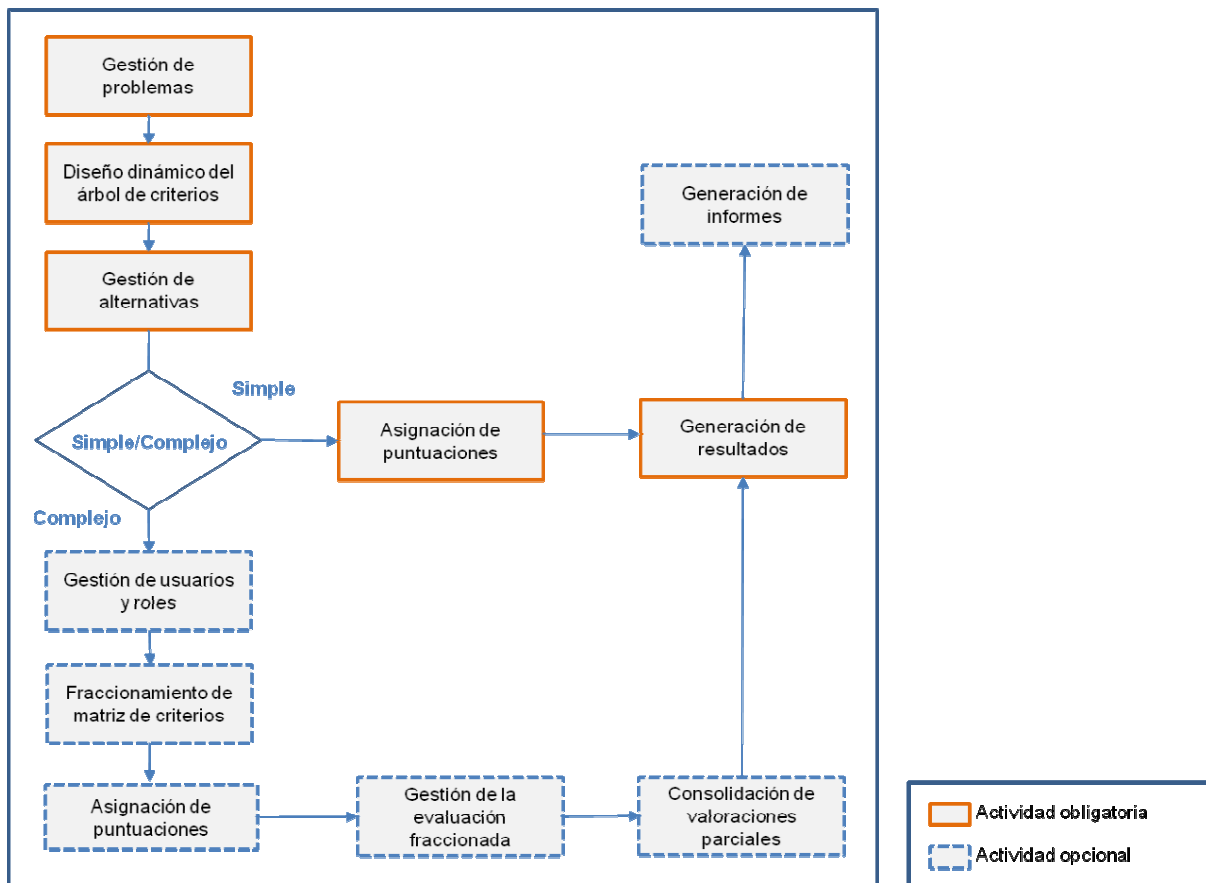 Gestión de
problemas
Diseño dinámico del
árbol de criterios
Gestión de
alternativas
Simple/Complejo
Simple
Asignación de
puntuaciones
Generación de
resultados
Generación de
informes
Complejo
Gestión de usuarios
y roles
Fraccionamiento de
matriz de criterios
Asignación de
puntuaciones
Gestión de la
evaluación
fraccionada
Consolidación de
valoraciones
parciales
Actividad obligatoria
Actividad opcional